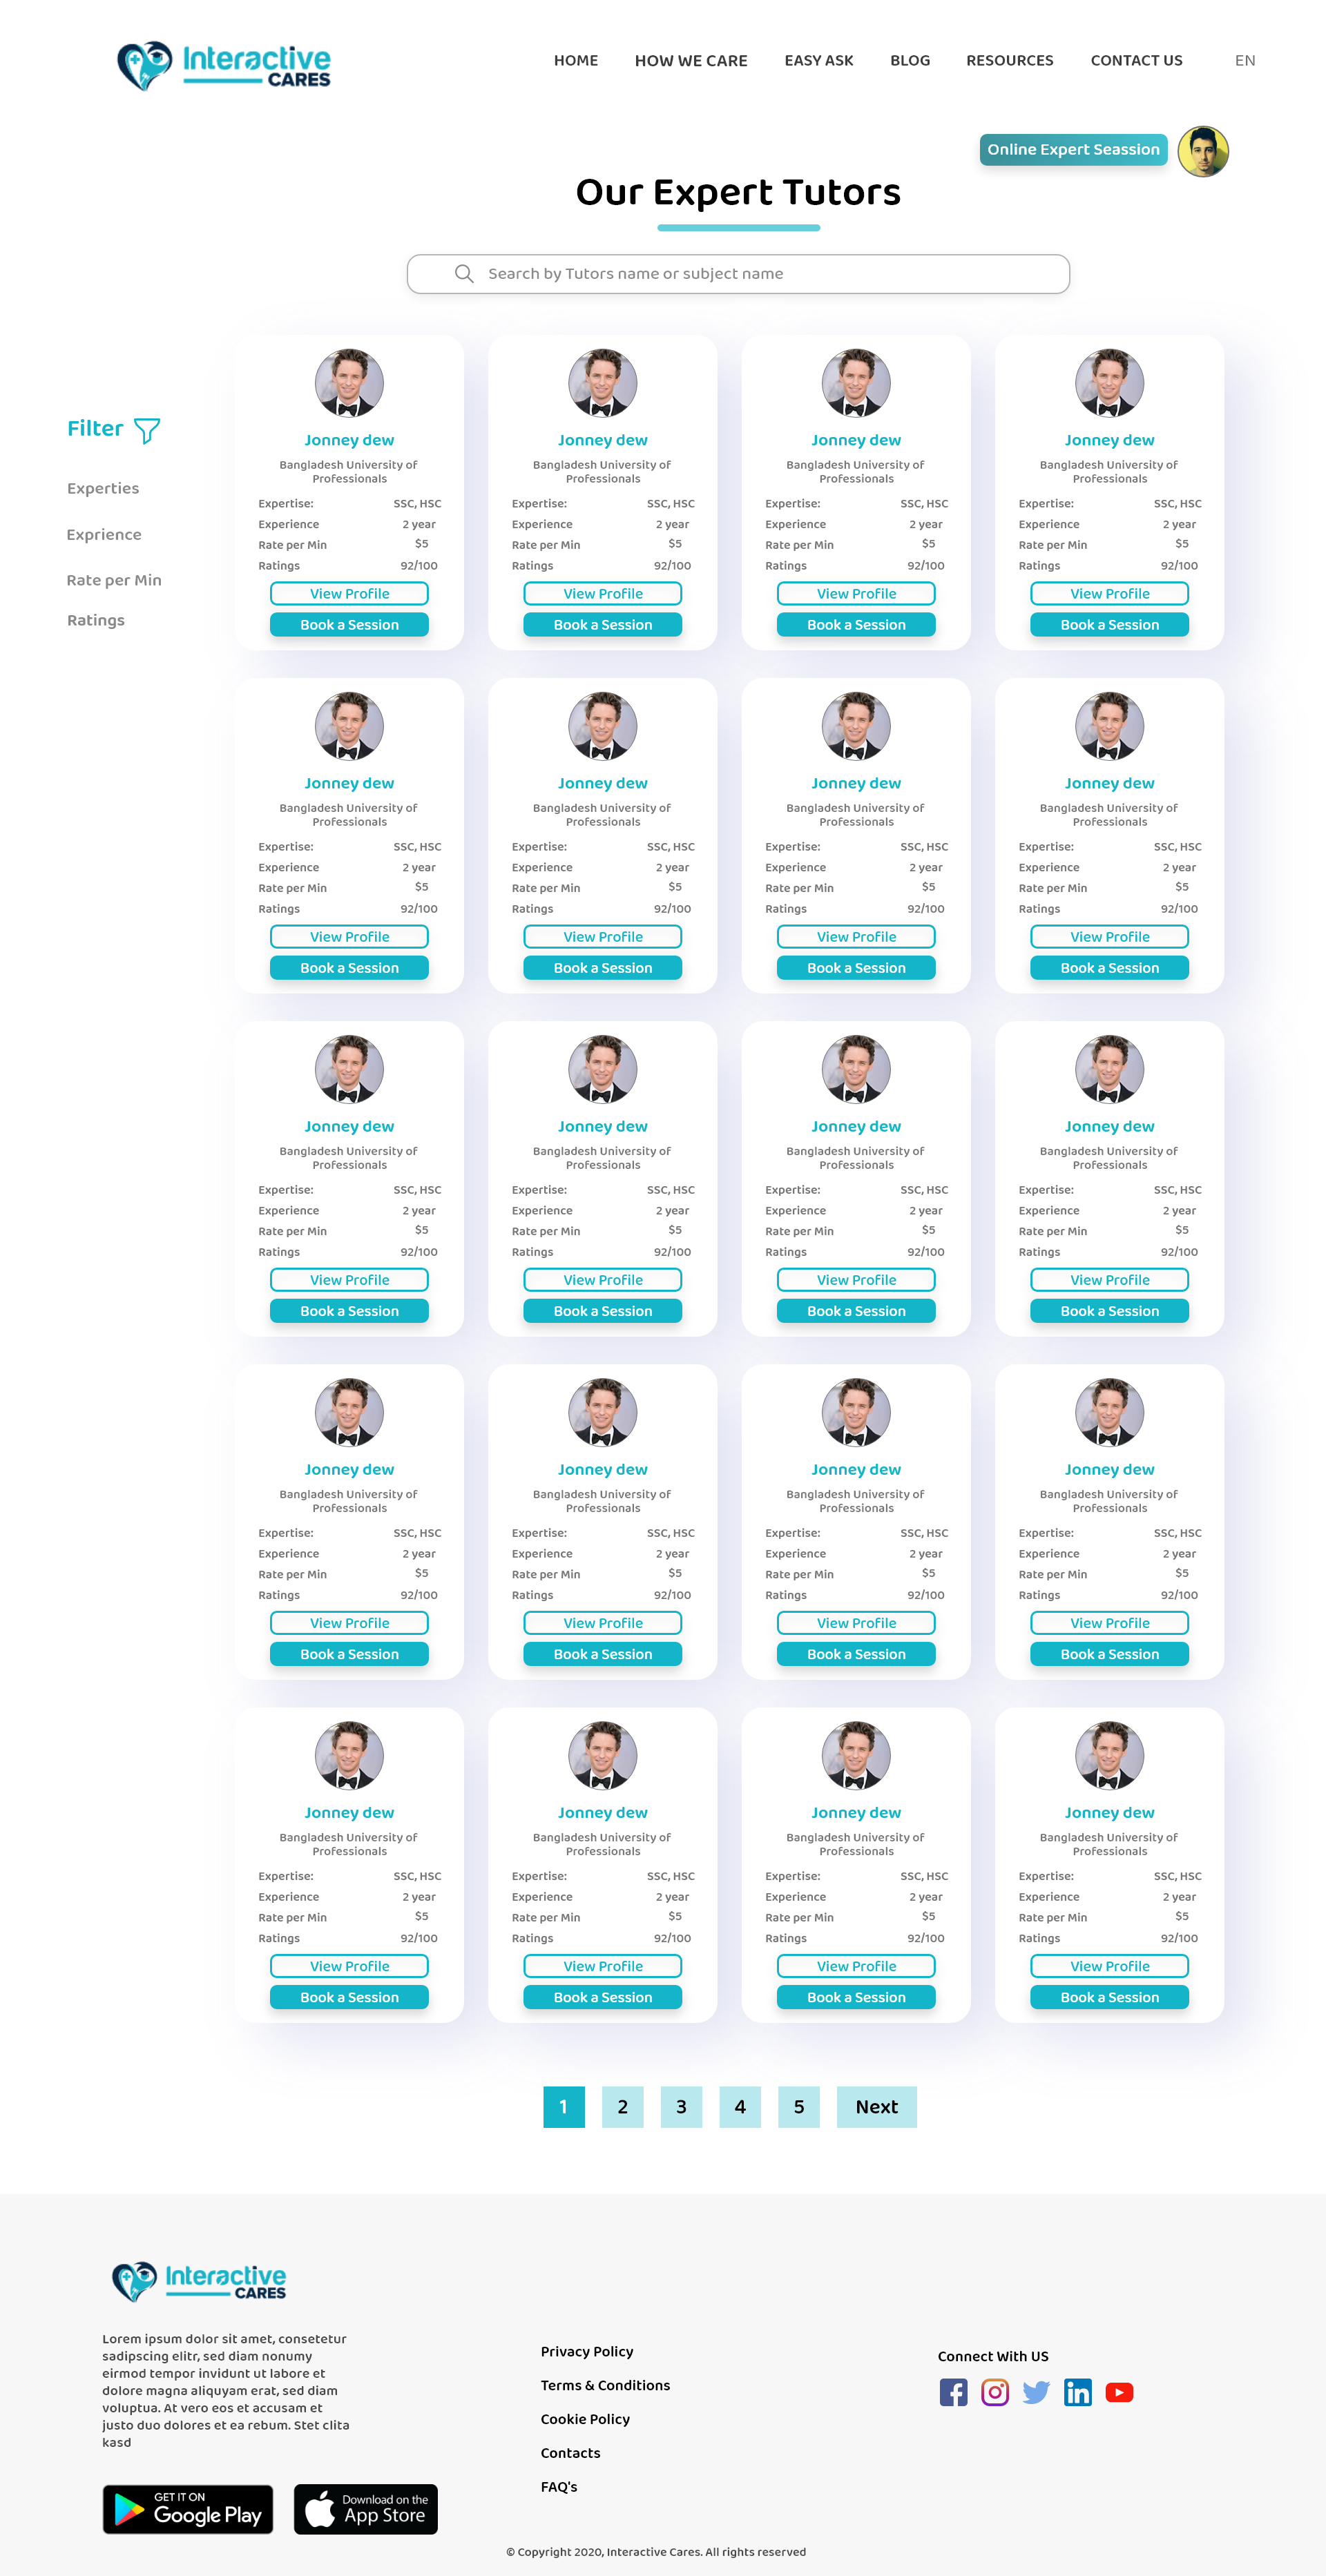 Interactive
CARES
HOME HOW WE CARE EASY ASK BLOG RESOURCES CONTACT US EN
Online Expert Seassion
Our Expert Tutors
Search by Tutors name or subject name
Filter
Experties
Exprience
Rate per Min
Ratings
Jonney dew Jonney dew Jonney dew Jonney dew
Bangladesh University of Bangladesh University of Bangladesh University of Bangladesh University of
Professionals Professionals Professionals Professionals
Expertise: SSC, HSC Expertise: SSC, HSC Expertise: SSC, HSC Expertise: SSC, HSC
Experience 2 year Experience 2 year Experience 2 year Experience 2 year
Rate per Min $5 Rate per Min $5 Rate per Min $5 Rate per Min $5
Ratings 92/100 Ratings 92/100 Ratings 92/100 Ratings 92/100
View Profile View Profile View Profile View Profile
Book a Session Book a Session Book a Session Book a Session
Jonney dew Jonney dew Jonney dew Jonney dew
Bangladesh University of Bangladesh University of Bangladesh University of Bangladesh University of
Professionals Professionals Professionals Professionals
Expertise: SSC, HSC Expertise: SSC, HSC Expertise: SSC, HSC Expertise: SSC, HSC
Experience 2 year Experience 2 year Experience 2 year Experience 2 year
Rate per Min $5 Rate per Min $5 Rate per Min $5 Rate per Min $5
Ratings 92/100 Ratings 92/100 Ratings 92/100 Ratings 92/100
View Profile View Profile View Profile View Profile
Book a Session Book a Session Book a Session Book a Session
Jonney dew Jonney dew Jonney dew Jonney dew
Bangladesh University of Bangladesh University of Bangladesh University of Bangladesh University of
Professionals Professionals Professionals Professionals
Expertise: SSC, HSC Expertise: SSC, HSC Expertise: SSC, HSC Expertise: SSC, HSC
Experience 2 year Experience 2 year Experience 2 year Experience 2 year
Rate per Min $5 Rate per Min $5 Rate per Min $5 Rate per Min $5
Ratings 92/100 Ratings 92/100 Ratings 92/100 Ratings 92/100
View Profile View Profile View Profile View Profile
Book a Session Book a Session Book a Session Book a Session
Jonney dew Jonney dew Jonney dew Jonney dew
Bangladesh University of Bangladesh University of Bangladesh University of Bangladesh University of
Professionals Professionals Professionals Professionals
Expertise: SSC, HSC Expertise: SSC, HSC Expertise: SSC, HSC Expertise: SSC, HSC
Experience 2 year Experience 2 year Experience 2 year Experience 2 year
Rate per Min $5 Rate per Min $5 Rate per Min $5 Rate per Min $5
Ratings 92/100 Ratings 92/100 Ratings 92/100 Ratings 92/100
View Profile View Profile View Profile View Profile
Book a Session Book a Session Book a Session Book a Session
Jonney dew Jonney dew Jonney dew Jonney dew
Bangladesh University of Bangladesh University of Bangladesh University of Bangladesh University of
Professionals Professionals Professionals Professionals
Expertise: SSC, HSC Expertise: SSC, HSC Expertise: SSC, HSC Expertise: SSC, HSC
Experience 2 year Experience 2 year Experience 2 year Experience 2 year
Rate per Min $5 Rate per Min $5 Rate per Min $5 Rate per Min $5
Ratings 92/100 Ratings 92/100 Ratings 92/100 Ratings 92/100
View Profile View Profile View Profile View Profile
Book a Session Book a Session Book a Session Book a Session
1 2 3 4 5 Next
Interactive
CARES
Lorem ipsum dolor sit amet, consetetur
sadipscing elitr, sed diam nonumy
eirmod tempor invidunt ut labore et
dolore magna aliquyam erat, sed diam
voluptua. At vero eos et accusam et
justo duo dolores et ea rebum. Stet clita
kasd
GET IT ON
Google Play
Download on the
App Store
Privacy Policy
Terms & Conditions
Cookie Policy
Contacts
FAQ's
Connect With US
© Copyright 2020, Interactive Cares. All rights reserved